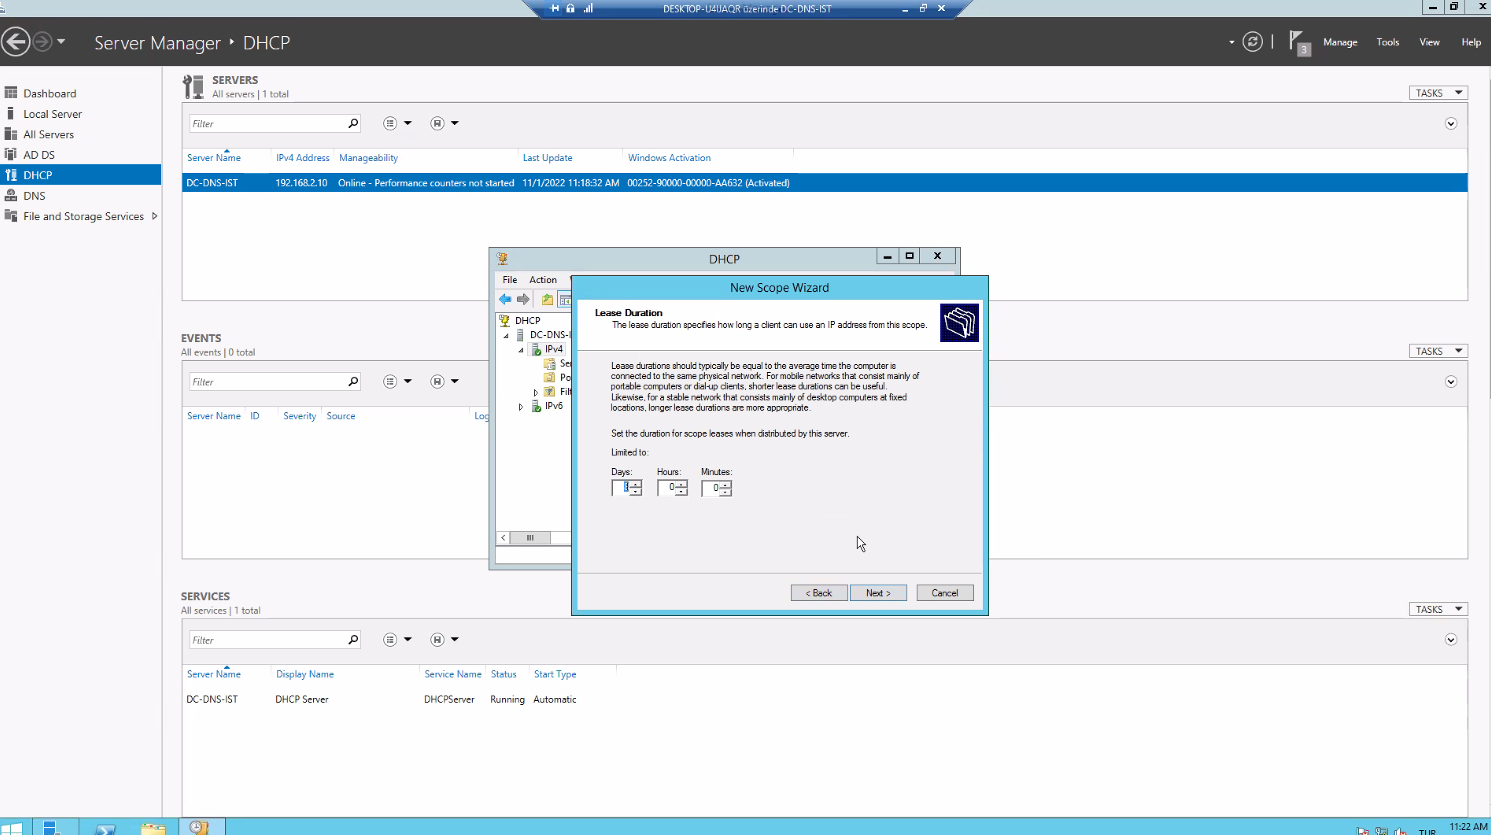 DESKTOP-U4IJAQR üzerinde DC-DNS-IST
Server Manager ‣ DHCP
3
Manage Tools View Help
Dashboard
Local Server
All Servers
AD DS
DHCP
DNS
File and Storage Services
SERVERS
All servers | 1 total
TASKS
Filter
Server Name IPv4 Address Manageability Last Update Windows Activation
DC-DNS-IST 192.168.2.10 Online - Performance counters not started 11/1/2022 11:18:32 AM 00252-90000-00000-AA632 (Activated)
EVENTS
All events | 0 total
TASKS
Filter
Server Name ID Severity Source
DHCP
File Action
DHCP
IPv4
IPv6
New Scope Wizard
Lease Duration
The lease duration specifies how long a client can use an IP address from this scope.
Lease durations should typically be equal to the average time the computer is
connected to the same physical network. For mobile networks that consist mainly of
portable computers or dial-up clients, shorter lease durations can be useful.
Likewise, for a stable network that consists mainly of desktop computers at fixed
locations, longer lease durations are more appropriate.
Set the duration for scope leases when distributed by this server.
Limited to:
Days: Hours: Minutes:
0 0
< Back Next > Cancel
SERVICES
All services | 1 total
TASKS
Filter
Server Name Display Name Service Name Status Start Type
DC-DNS-IST DHCP Server DHCPServer Running Automatic
TUR
11:22 AM